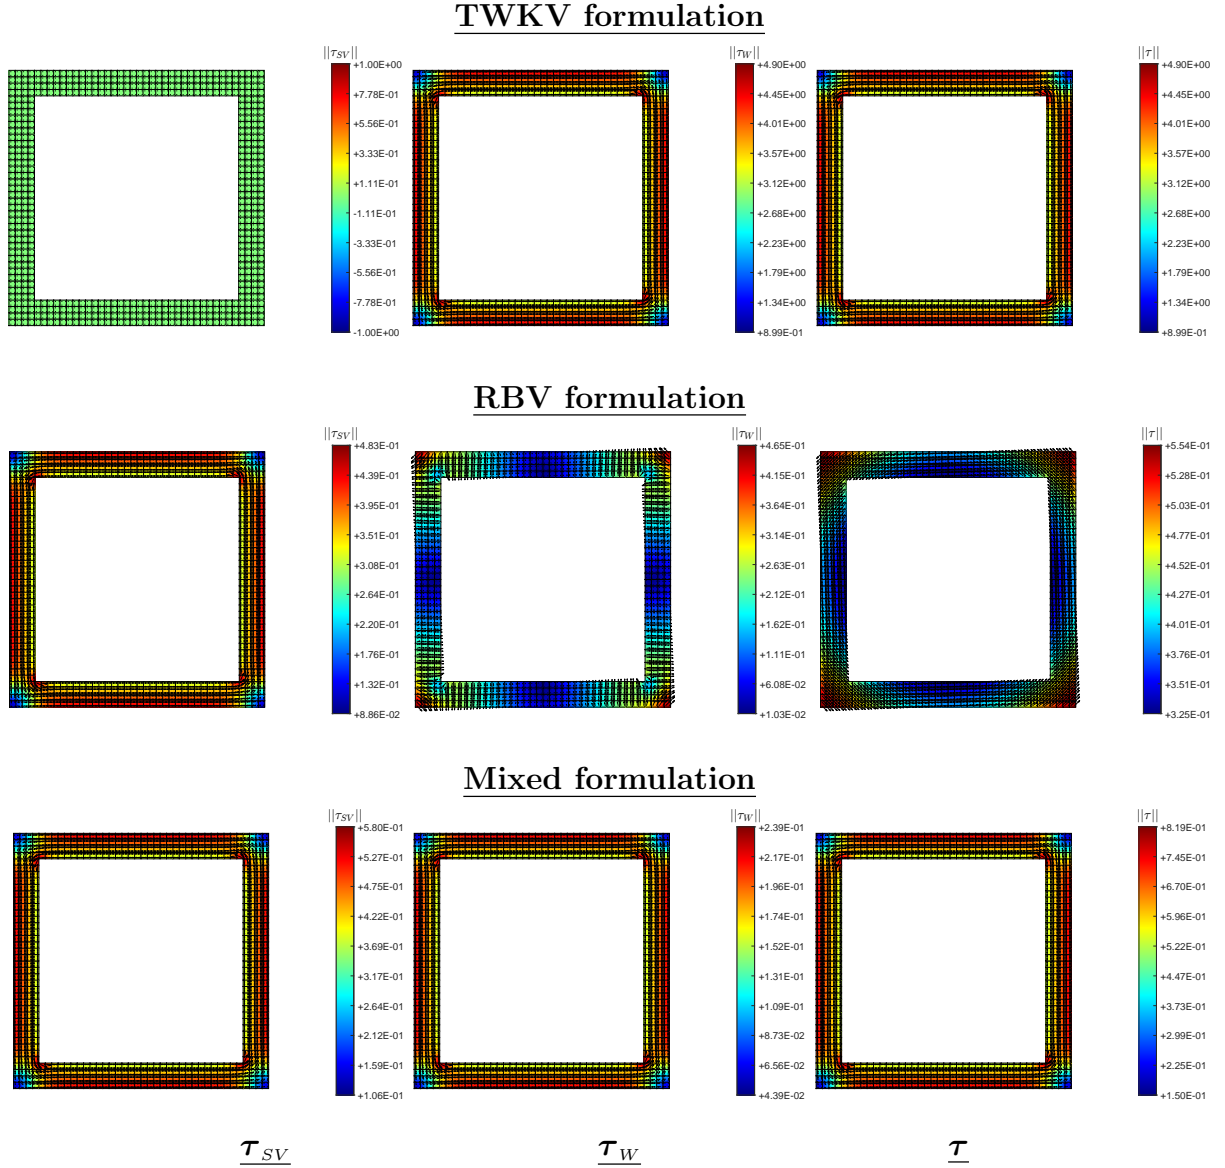 TWKV formulation
||τ_SV||
+1.00E+00
+7.78E-01
+5.56E-01
+3.33E-01
+1.11E-01
-1.11E-01
-3.33E-01
-5.56E-01
-7.78E-01
-1.00E+00
||τ_W||
+4.90E+00
+4.45E+00
+4.01E+00
+3.57E+00
+3.12E+00
+2.68E+00
+2.23E+00
+1.79E+00
+1.34E+00
+8.99E-01
||τ||
+4.90E+00
+4.45E+00
+4.01E+00
+3.57E+00
+3.12E+00
+2.68E+00
+2.23E+00
+1.79E+00
+1.34E+00
+8.99E-01
RBV formulation
||τ_SV||
+4.83E-01
+4.39E-01
+3.95E-01
+3.51E-01
+3.08E-01
+2.64E-01
+2.20E-01
+1.76E-01
+1.32E-01
+8.86E-02
||τ_W||
+4.65E-01
+4.15E-01
+3.64E-01
+3.14E-01
+2.63E-01
+2.12E-01
+1.62E-01
+1.11E-01
+6.08E-02
+1.03E-02
||τ||
+5.54E-01
+5.28E-01
+5.03E-01
+4.77E-01
+4.52E-01
+4.27E-01
+4.01E-01
+3.76E-01
+3.51E-01
+3.25E-01
Mixed formulation
||τ_SV||
+5.80E-01
+5.27E-01
+4.75E-01
+4.22E-01
+3.69E-01
+3.17E-01
+2.64E-01
+2.12E-01
+1.59E-01
+1.06E-01
||τ_W||
+2.39E-01
+2.17E-01
+1.96E-01
+1.74E-01
+1.52E-01
+1.31E-01
+1.09E-01
+8.73E-02
+6.56E-02
+4.39E-02
||τ||
+8.19E-01
+7.45E-01
+6.70E-01
+5.96E-01
+5.22E-01
+4.47E-01
+3.73E-01
+2.99E-01
+2.25E-01
+1.50E-01
τ_SV τ_W τ